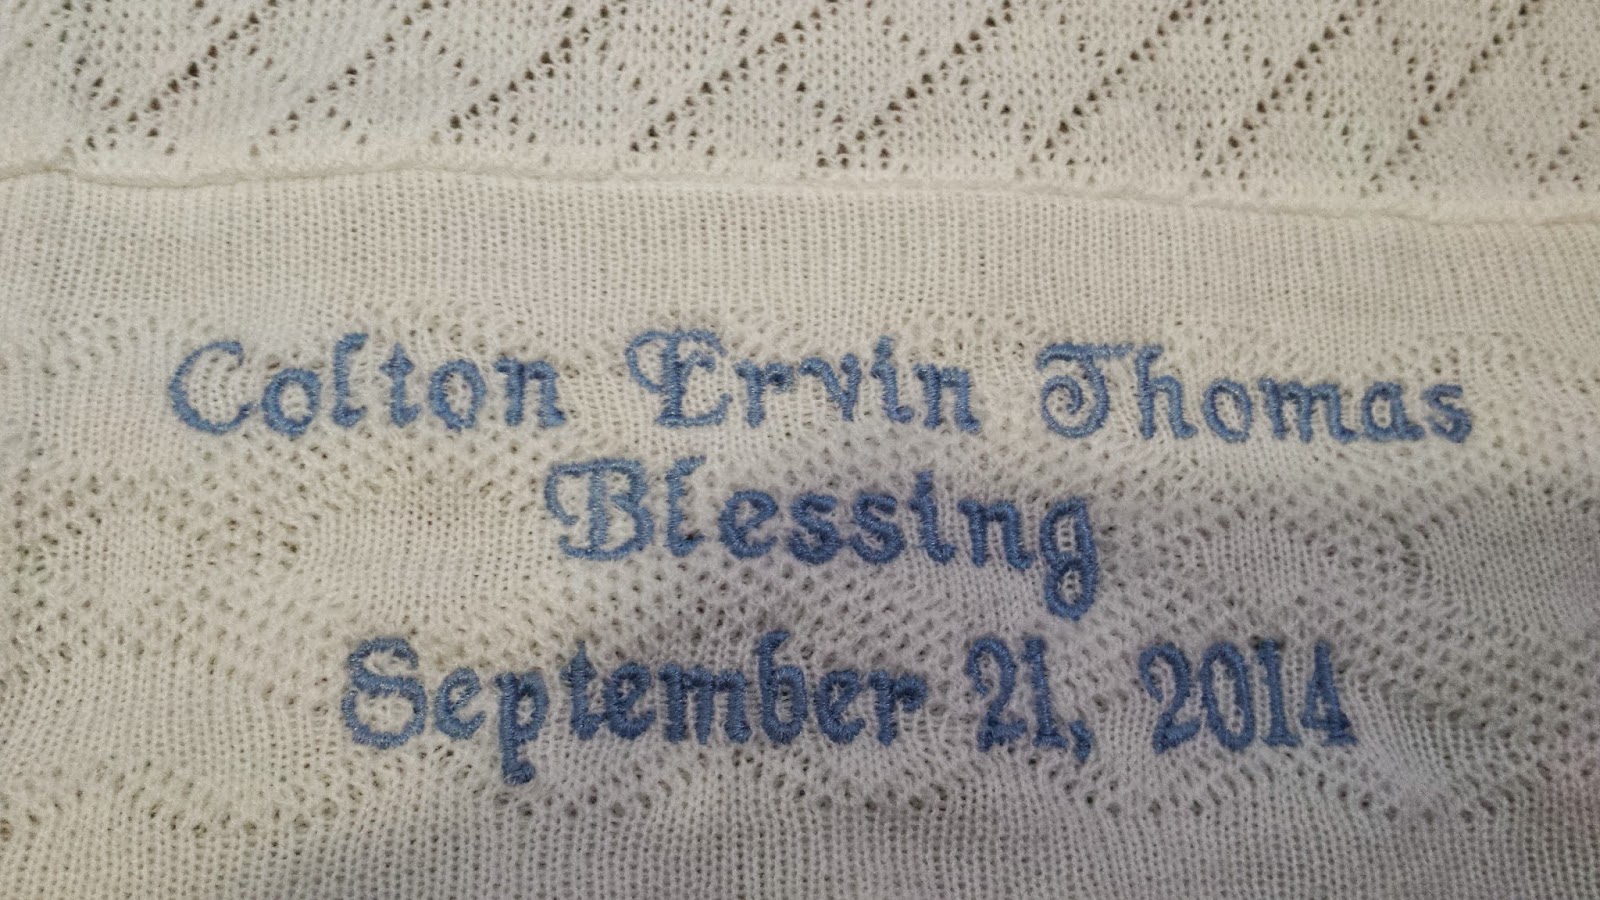 Colton Ervin Thomas
Blessing
September 21, 2014